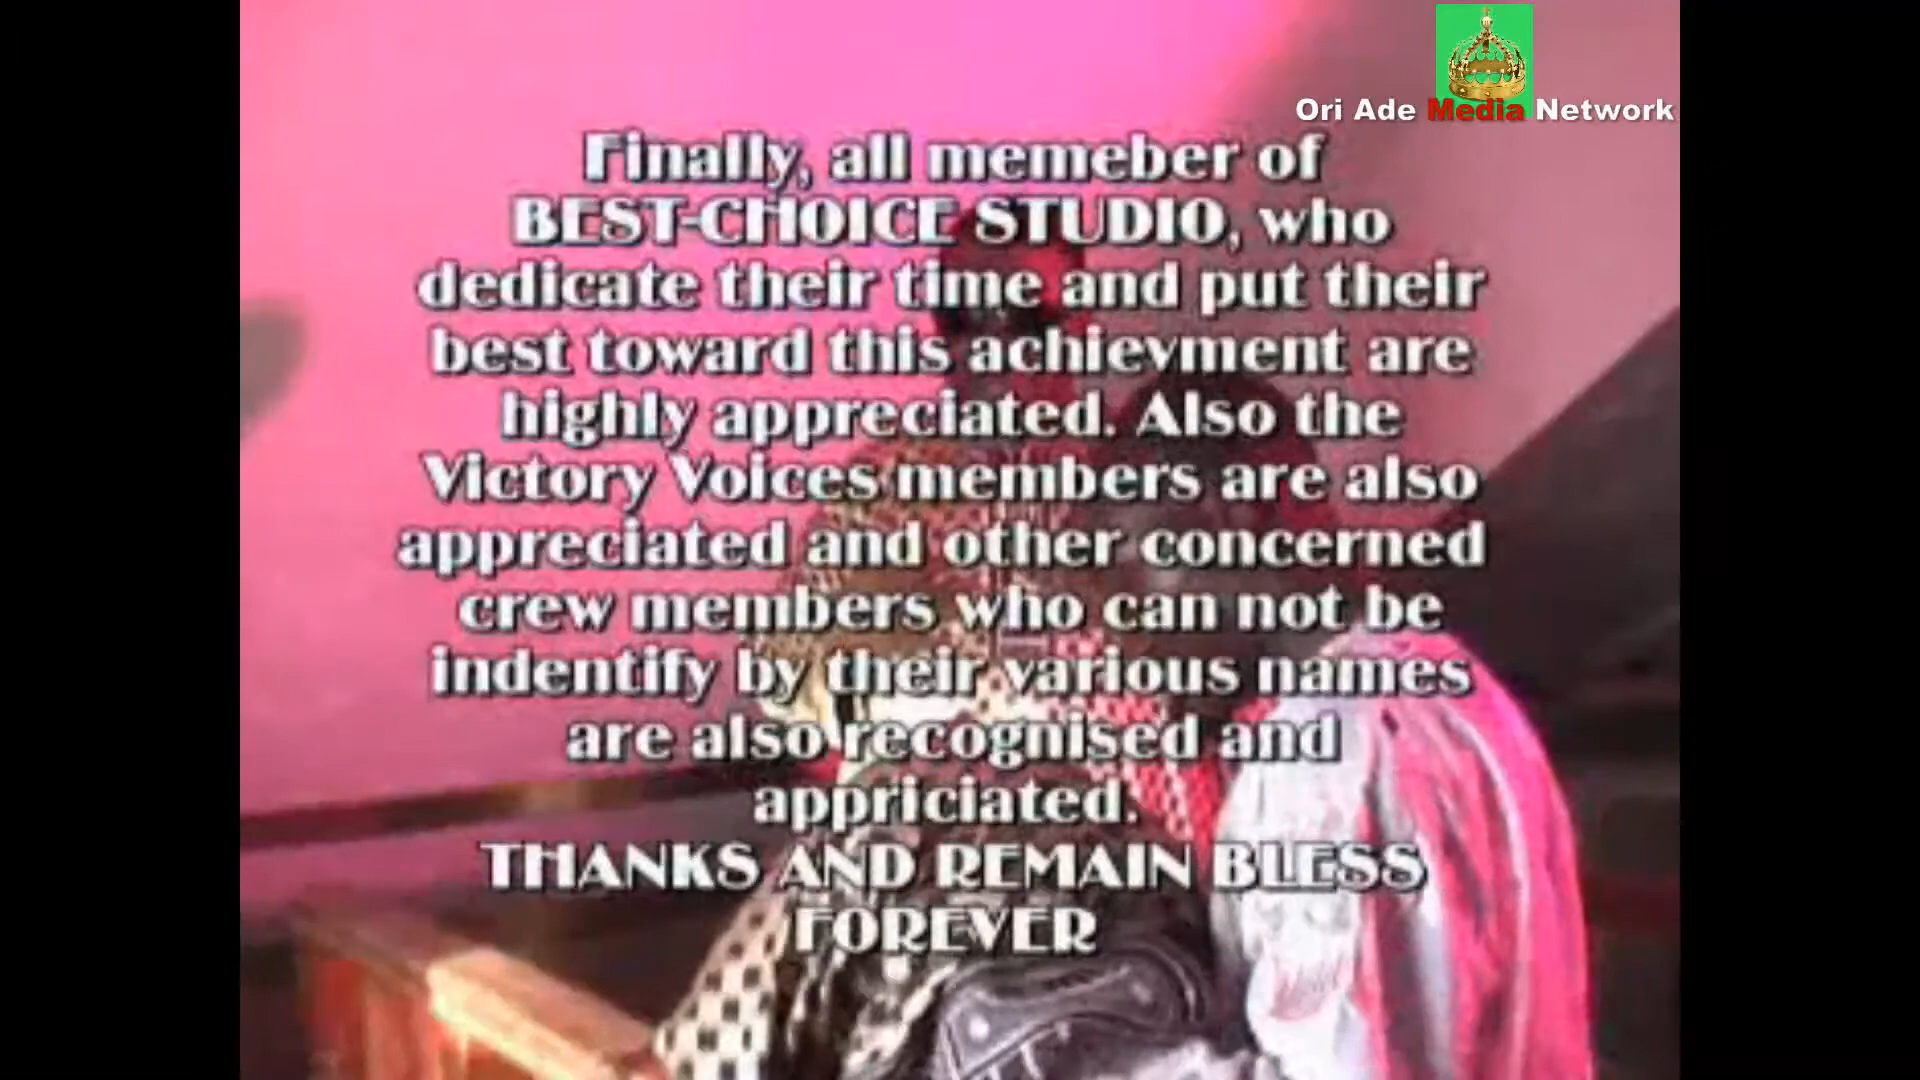 Ori Ade Media Network
Finally, all memeber of
BEST-CHOICE STUDIO, who
dedicate their time and put their
best toward this achievment are
highly appreciated. Also the
Victory Voices members are also
appreciated and other concerned
crew members who can not be
indentify by their various names
are also recognised and
appriciated.
THANKS AND REMAIN BLESS
FOREVER